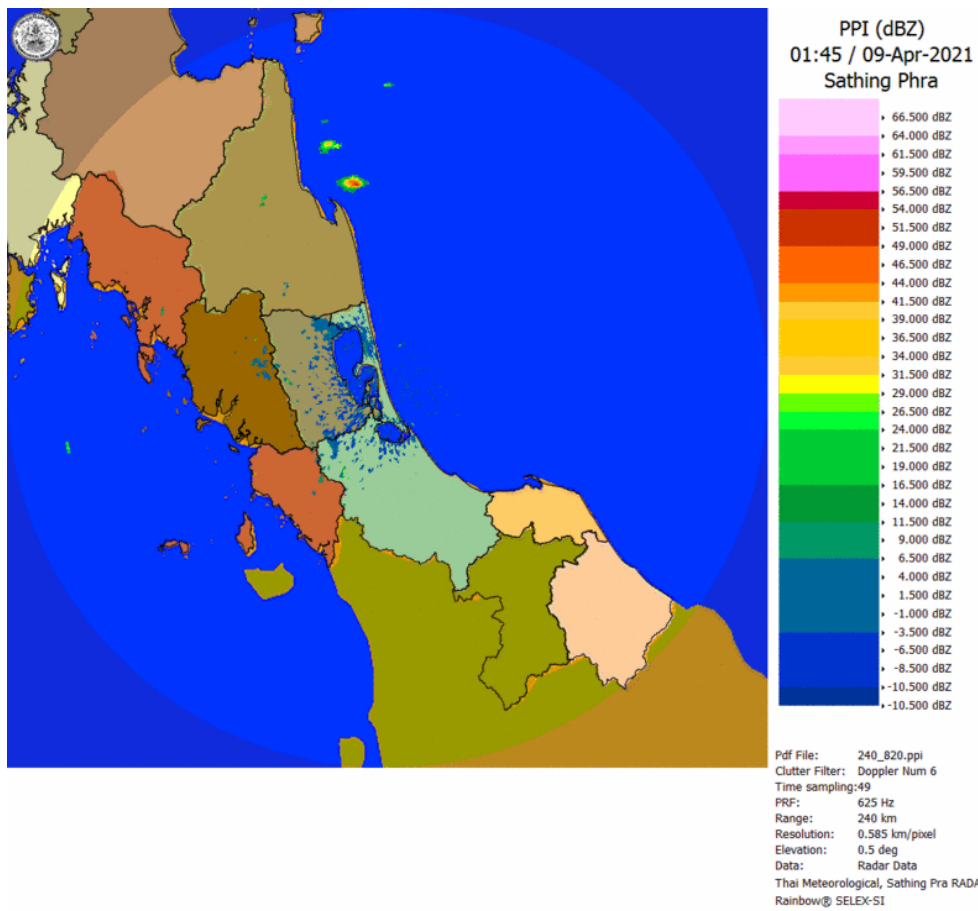 PPI (dBZ)
01:45 / 09-Apr-2021
Sathing Phra
66.500 dBZ
64.000 dBZ
61.500 dBZ
59.500 dBZ
56.500 dBZ
54.000 dBZ
51.500 dBZ
49.000 dBZ
46.500 dBZ
44.000 dBZ
41.500 dBZ
39.000 dBZ
36.500 dBZ
34.000 dBZ
31.500 dBZ
29.000 dBZ
26.500 dBZ
24.000 dBZ
21.500 dBZ
19.000 dBZ
16.500 dBZ
14.000 dBZ
11.500 dBZ
9.000 dBZ
6.500 dBZ
4.000 dBZ
1.500 dBZ
-1.000 dBZ
-3.500 dBZ
-6.500 dBZ
-8.500 dBZ
-10.500 dBZ
-10.500 dBZ
Pdf File: 240_820.ppi
Clutter Filter: Doppler Num 6
Time sampling:49
PRF: 625 Hz
Range: 240 km
Resolution: 0.585 km/pixel
Elevation: 0.5 deg
Data: Radar Data
Thai Meteorological, Sathing Pra RADA
Rainbow® SELEX-SI